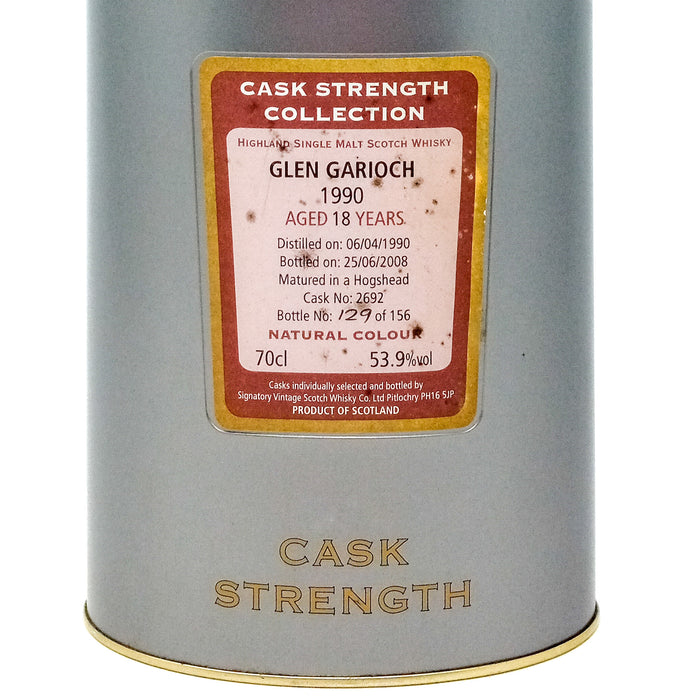 CASK STRENGTH
COLLECTION
HIGHLAND SINGLE MALT SCOTCH WHISKY
GLEN GARIOCH
1990
AGED 18 YEARS
Distilled on: 06/04/1990
Bottled on: 25/06/2008
Matured in a Hogshead
Cask No: 2692
Bottle No: 129 of 156
NATURAL COLOUR
70cl 53.9%vol
Casks individually selected and bottled by
Signatory Vintage Scotch Whisky Co. Ltd Pitlochry PH16 5JP
PRODUCT OF SCOTLAND
CASK
STRENGTH